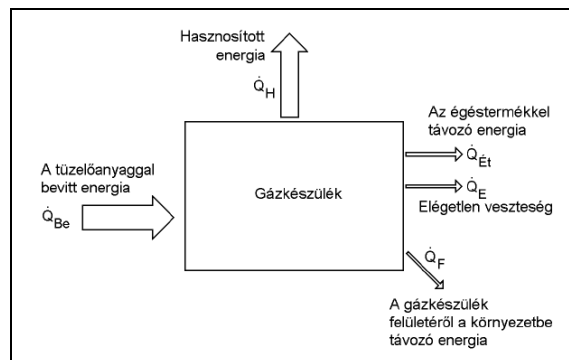 Hasznosított
energia
Q̇H
Az égéstermékkel
távozó energia
Q̇Ét
A tüzelőanyaggal
bevitt energia
Q̇Be
Gázkészülék
Q̇E
Elégetlen veszteség
Q̇F
A gázkészülék
felületéről a környezetbe
távozó energia